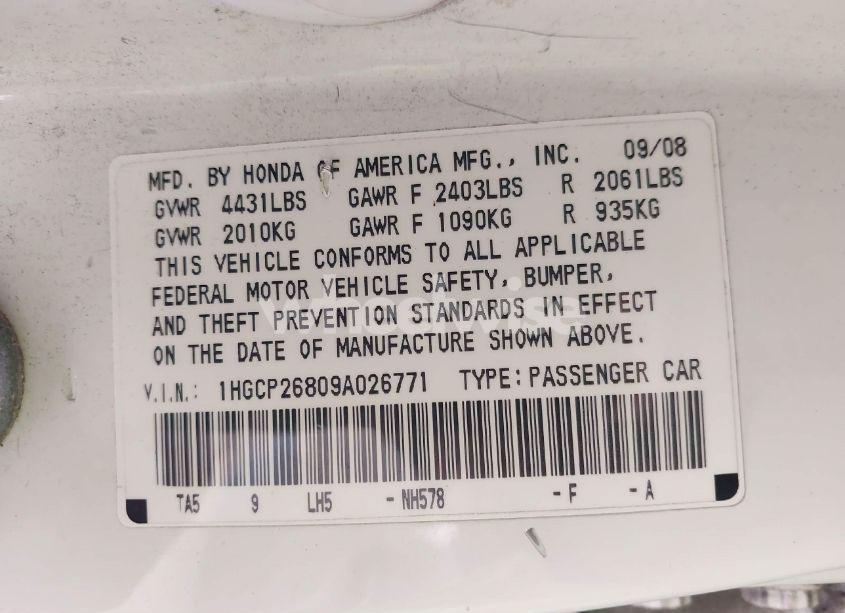 MFD. BY HONDA OF AMERICA MFG., INC. 09/08
GVWR 4431LBS GAWR F 2403LBS R 2061LBS
GVWR 2010KG GAWR F 1090KG R 935KG
THIS VEHICLE CONFORMS TO ALL APPLICABLE
FEDERAL MOTOR VEHICLE SAFETY, BUMPER,
AND THEFT PREVENTION STANDARDS IN EFFECT
ON THE DATE OF MANUFACTURE SHOWN ABOVE.
V.I.N.: 1HGCP26809A026771 TYPE: PASSENGER CAR
TA5 9 LH5 -NH578 -F -A
wheelwise